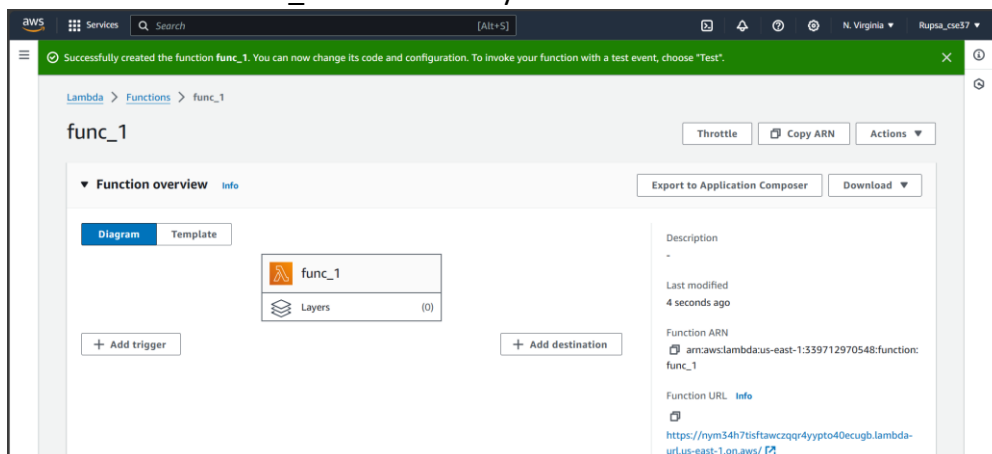 aws
Services
Search
[Alt+S]
N. Virginia
Rupsa_cse37
Successfully created the function func_1. You can now change its code and configuration. To invoke your function with a test event, choose "Test".
Lambda > Functions > func_1
func_1
Throttle
Copy ARN
Actions
Function overview Info
Export to Application Composer
Download
Diagram
Template
func_1
Layers (0)
+ Add trigger
+ Add destination
Description
-
Last modified
4 seconds ago
Function ARN
arn:aws:lambda:us-east-1:339712970548:function:
func_1
Function URL Info
https://nym34h7tisftawczqqr4yypto40ecugb.lambda-
url.us-east-1.on.aws/